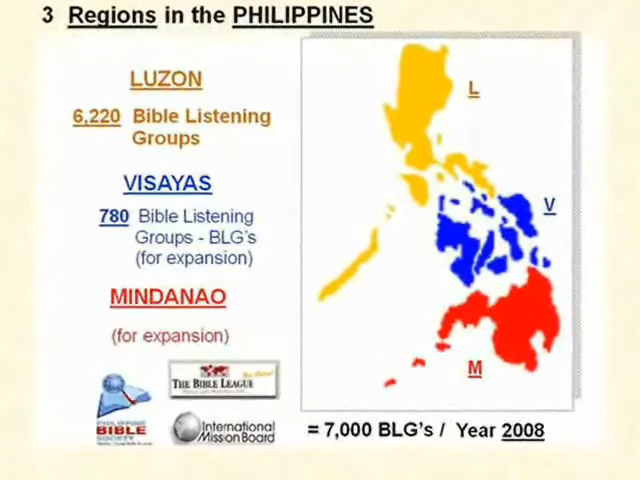 3 Regions in the PHILIPPINES
LUZON
6,220 Bible Listening
Groups
VISAYAS
780 Bible Listening
Groups - BLG's
(for expansion)
MINDANAO
(for expansion)
L
V
M
THE BIBLE LEAGUE
PHILIPPINE
BIBLE
SOCIETY
International
Mission Board
= 7,000 BLG's / Year 2008